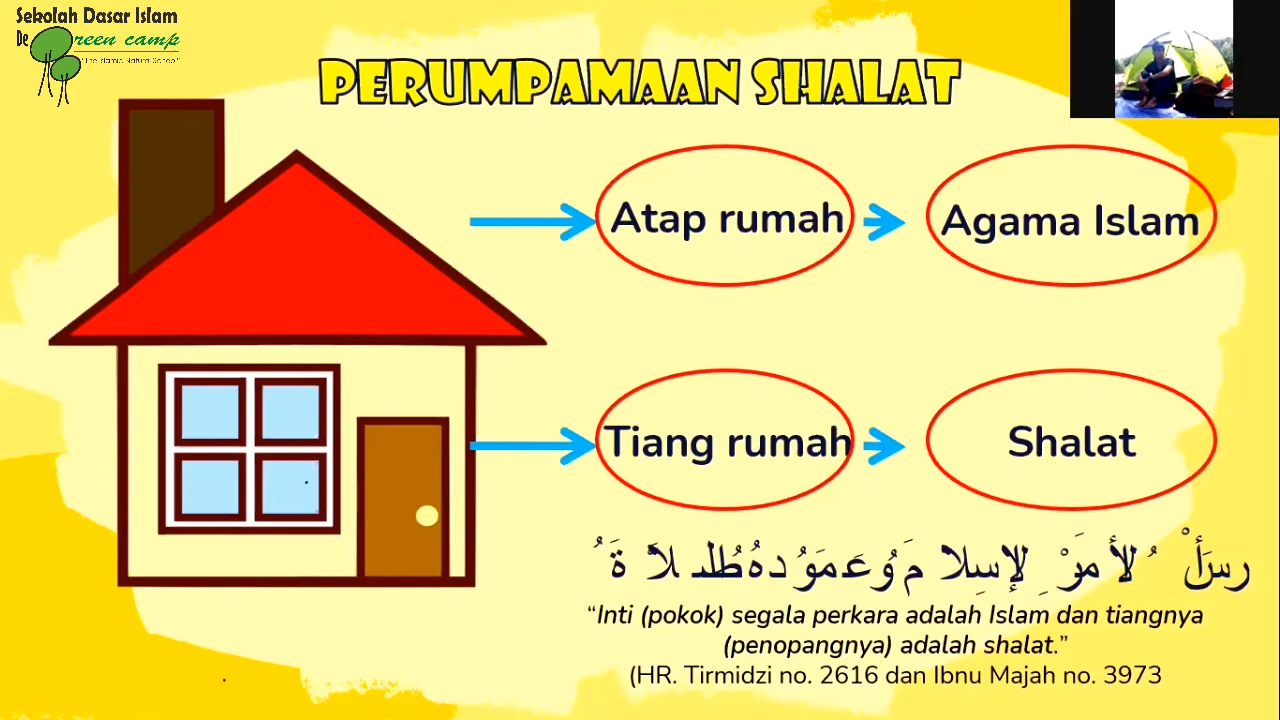 Sekolah Dasar Islam
De Green camp
PERUMPAMAAN SHALAT
Atap rumah
Agama Islam
Tiang rumah
Shalat
“Inti (pokok) segala perkara adalah Islam dan tiangnya
(penopangnya) adalah shalat.”
(HR. Tirmidzi no. 2616 dan Ibnu Majah no. 3973